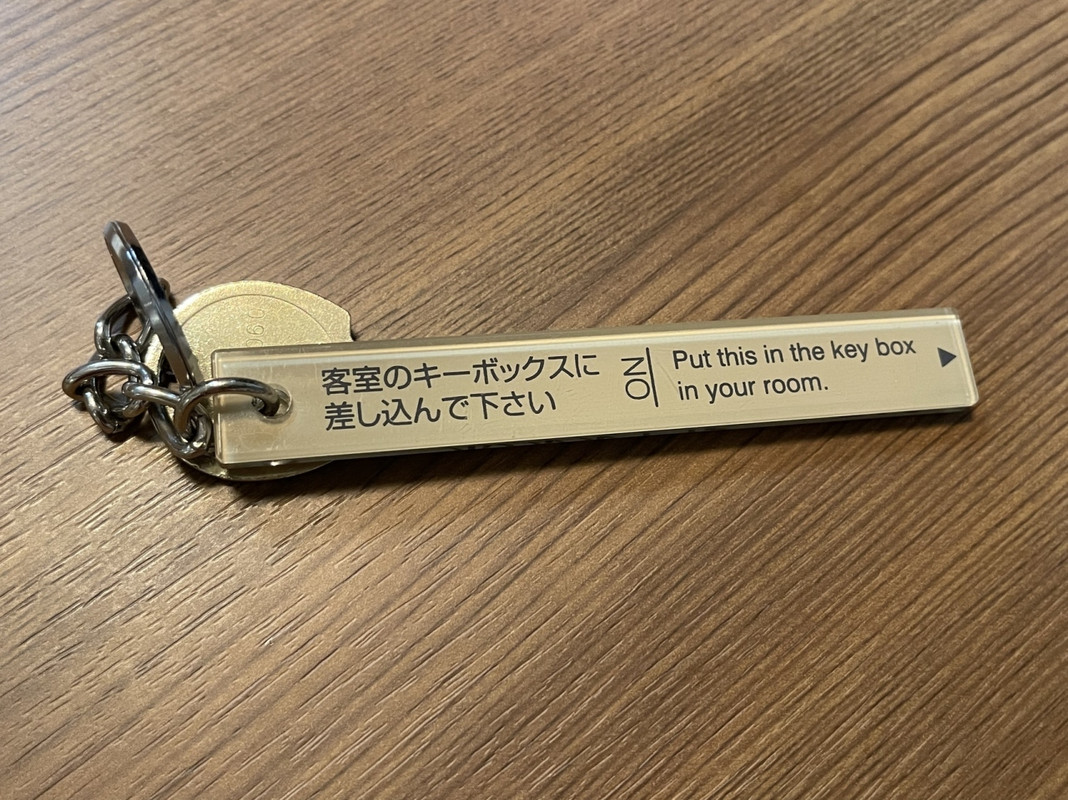 客室のキーボックスに
差し込んで下さい
ON
Put this in the key box
in your room.